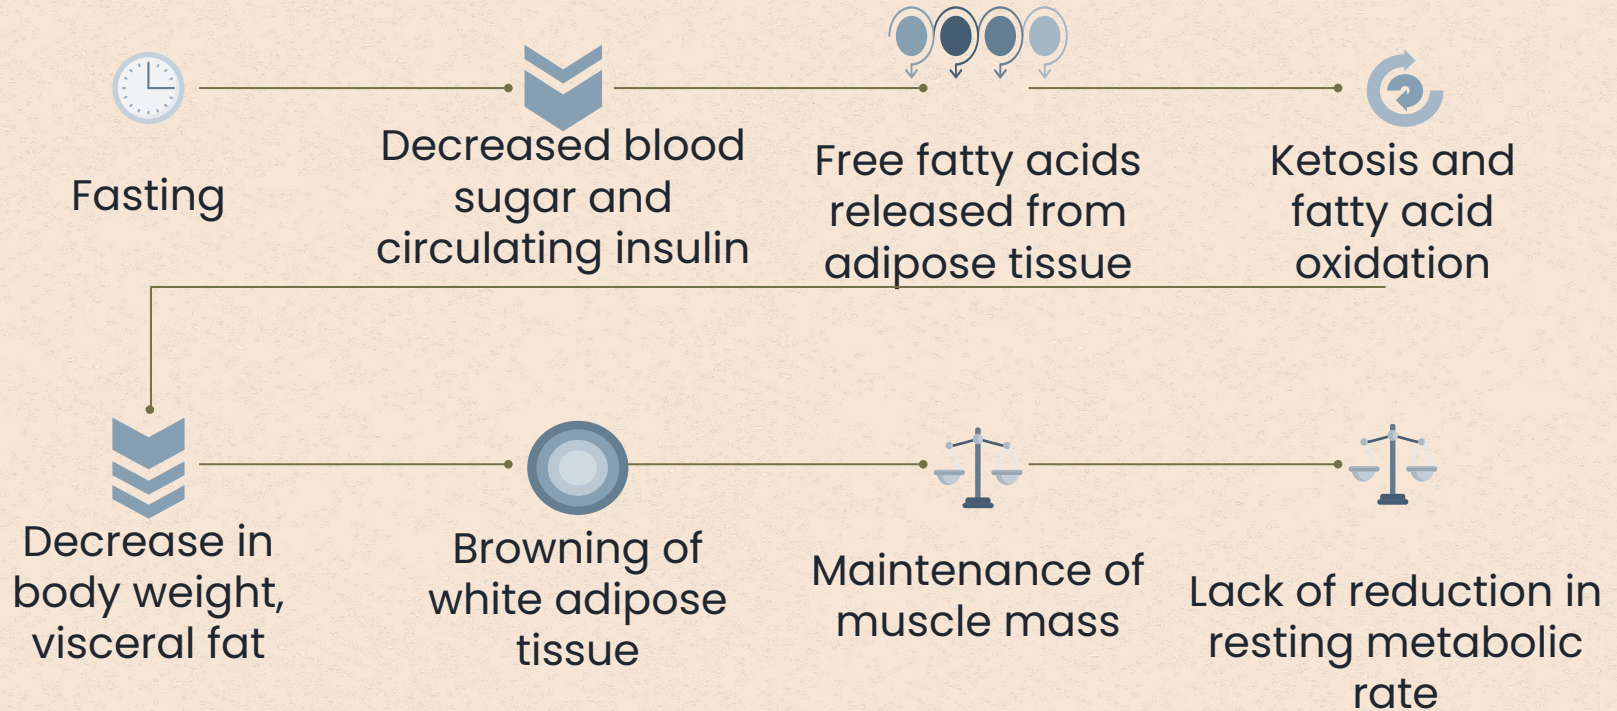 Fasting
Decreased blood
sugar and
circulating insulin
Free fatty acids
released from
adipose tissue
Ketosis and
fatty acid
oxidation
Decrease in
body weight,
visceral fat
Browning of
white adipose
tissue
Maintenance of
muscle mass
Lack of reduction in
resting metabolic
rate